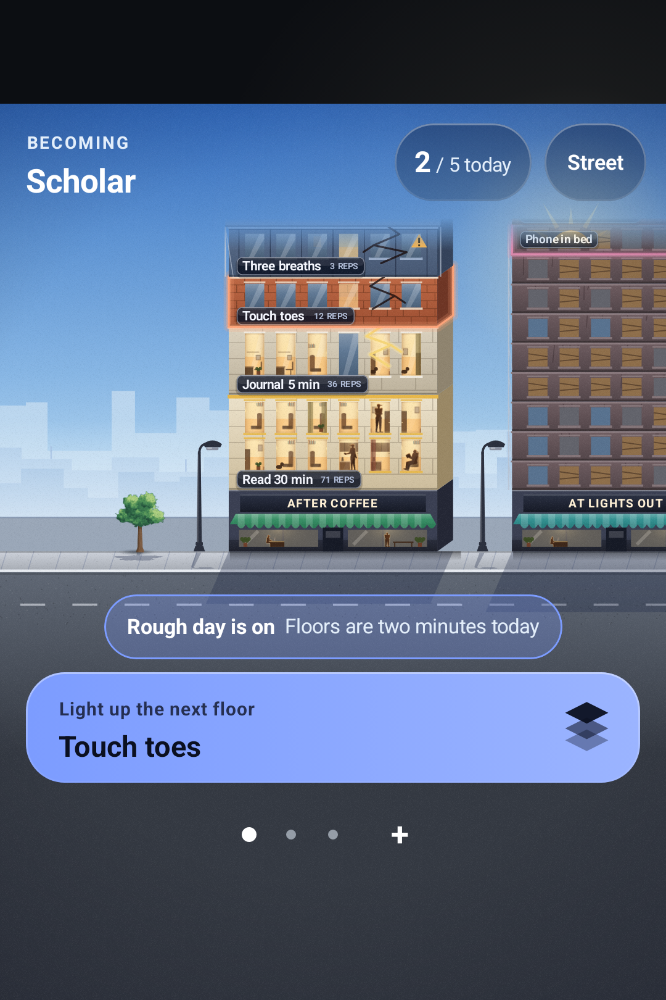 BECOMING
Scholar
2 / 5 today
Street
Phone in bed
Three breaths 3 REPS
Touch toes 12 REPS
Journal 5 min 36 REPS
Read 30 min 71 REPS
AFTER COFFEE
AT LIGHTS OUT
Rough day is on Floors are two minutes today
Light up the next floor
Touch toes